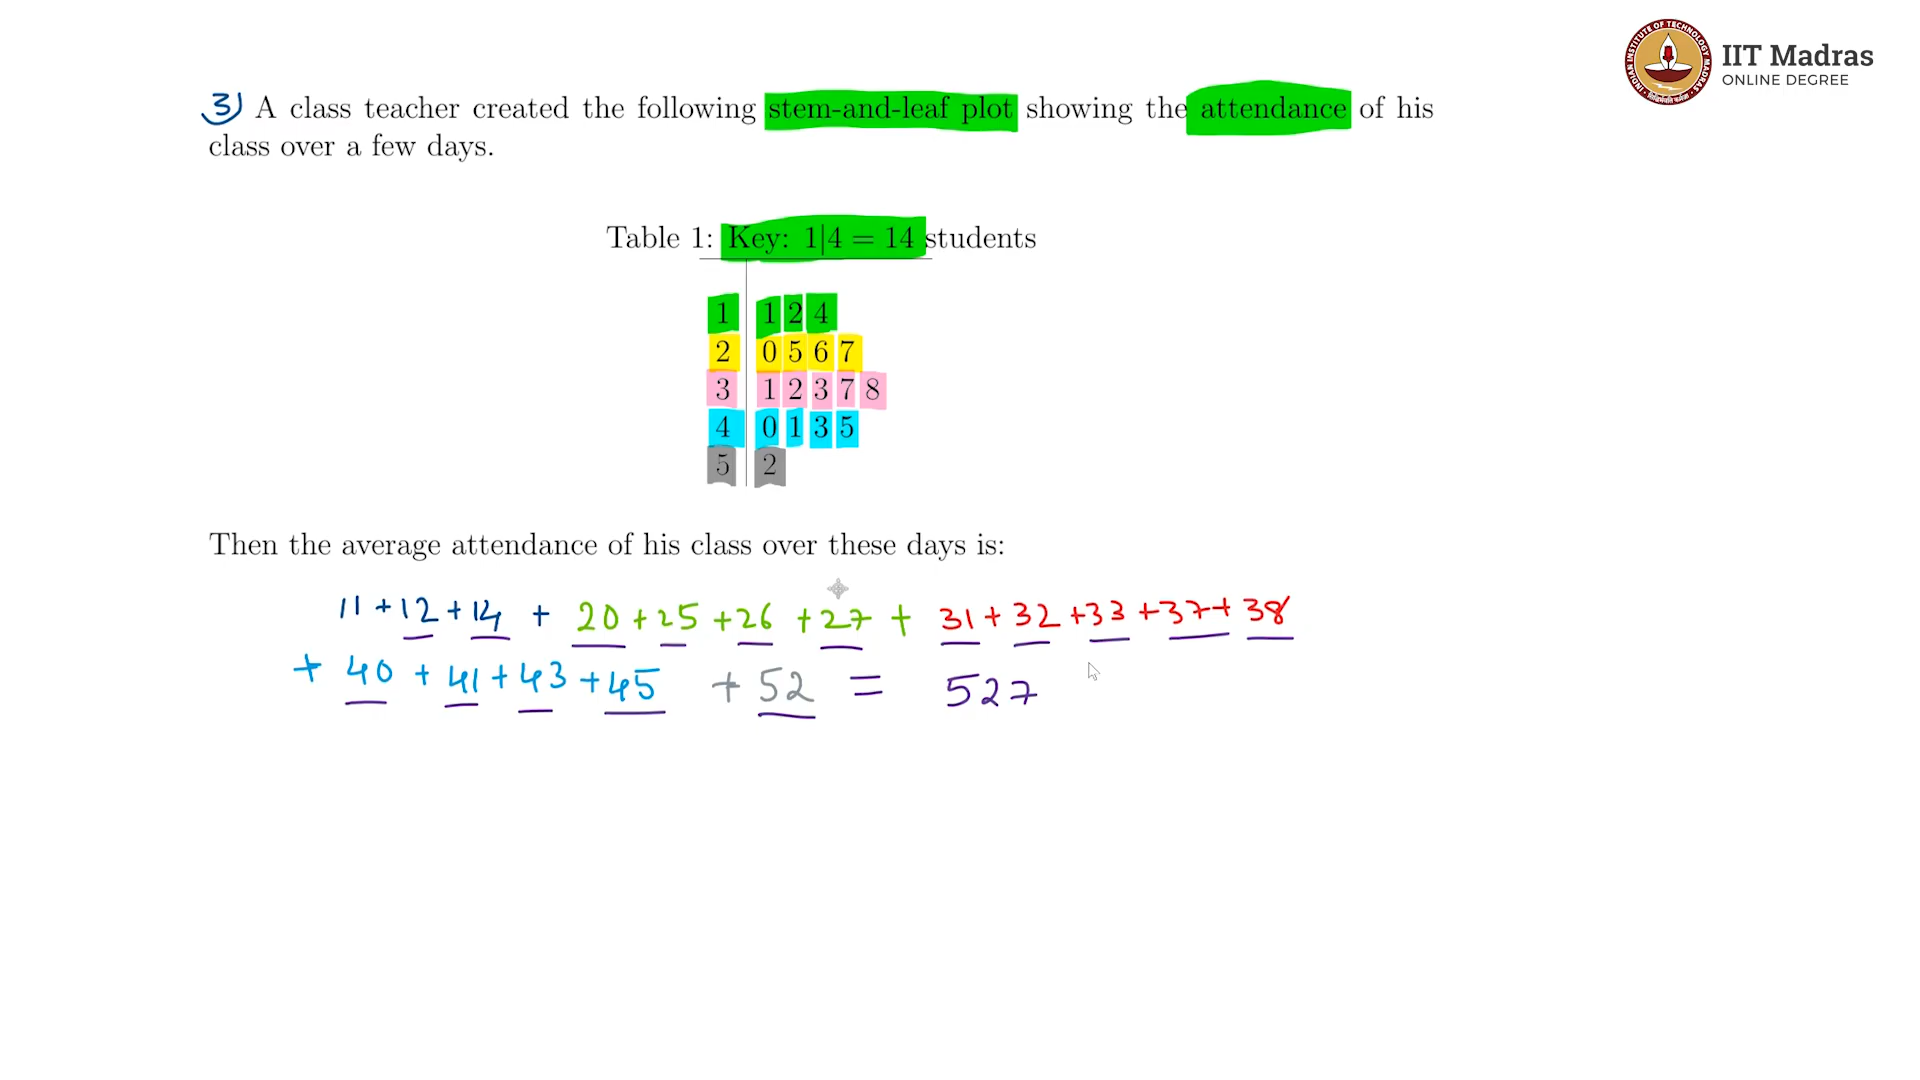 IIT Madras
ONLINE DEGREE
3) A class teacher created the following stem-and-leaf plot showing the attendance of his
class over a few days.
Table 1: Key: 1|4 = 14 students
1 | 1 2 4
2 | 0 5 6 7
3 | 1 2 3 7 8
4 | 0 1 3 5
5 | 2
Then the average attendance of his class over these days is:
11 + 12 + 14 + 20 + 25 + 26 + 27 + 31 + 32 + 33 + 37 + 38
+ 40 + 41 + 43 + 45 + 52 = 527